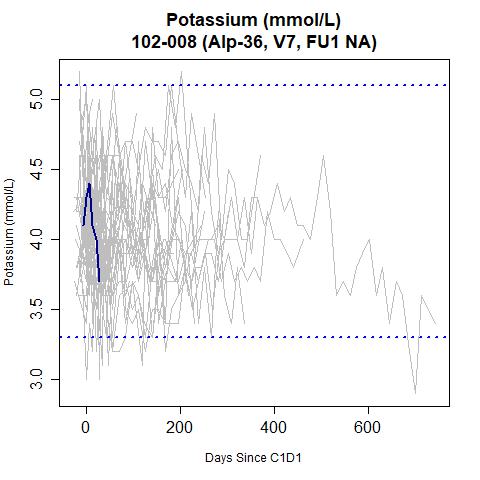 Potassium (mmol/L)
102-008 (Alp-36, V7, FU1 NA)
Potassium (mmol/L)
5.0
4.5
4.0
3.5
3.0
0 200 400 600
Days Since C1D1